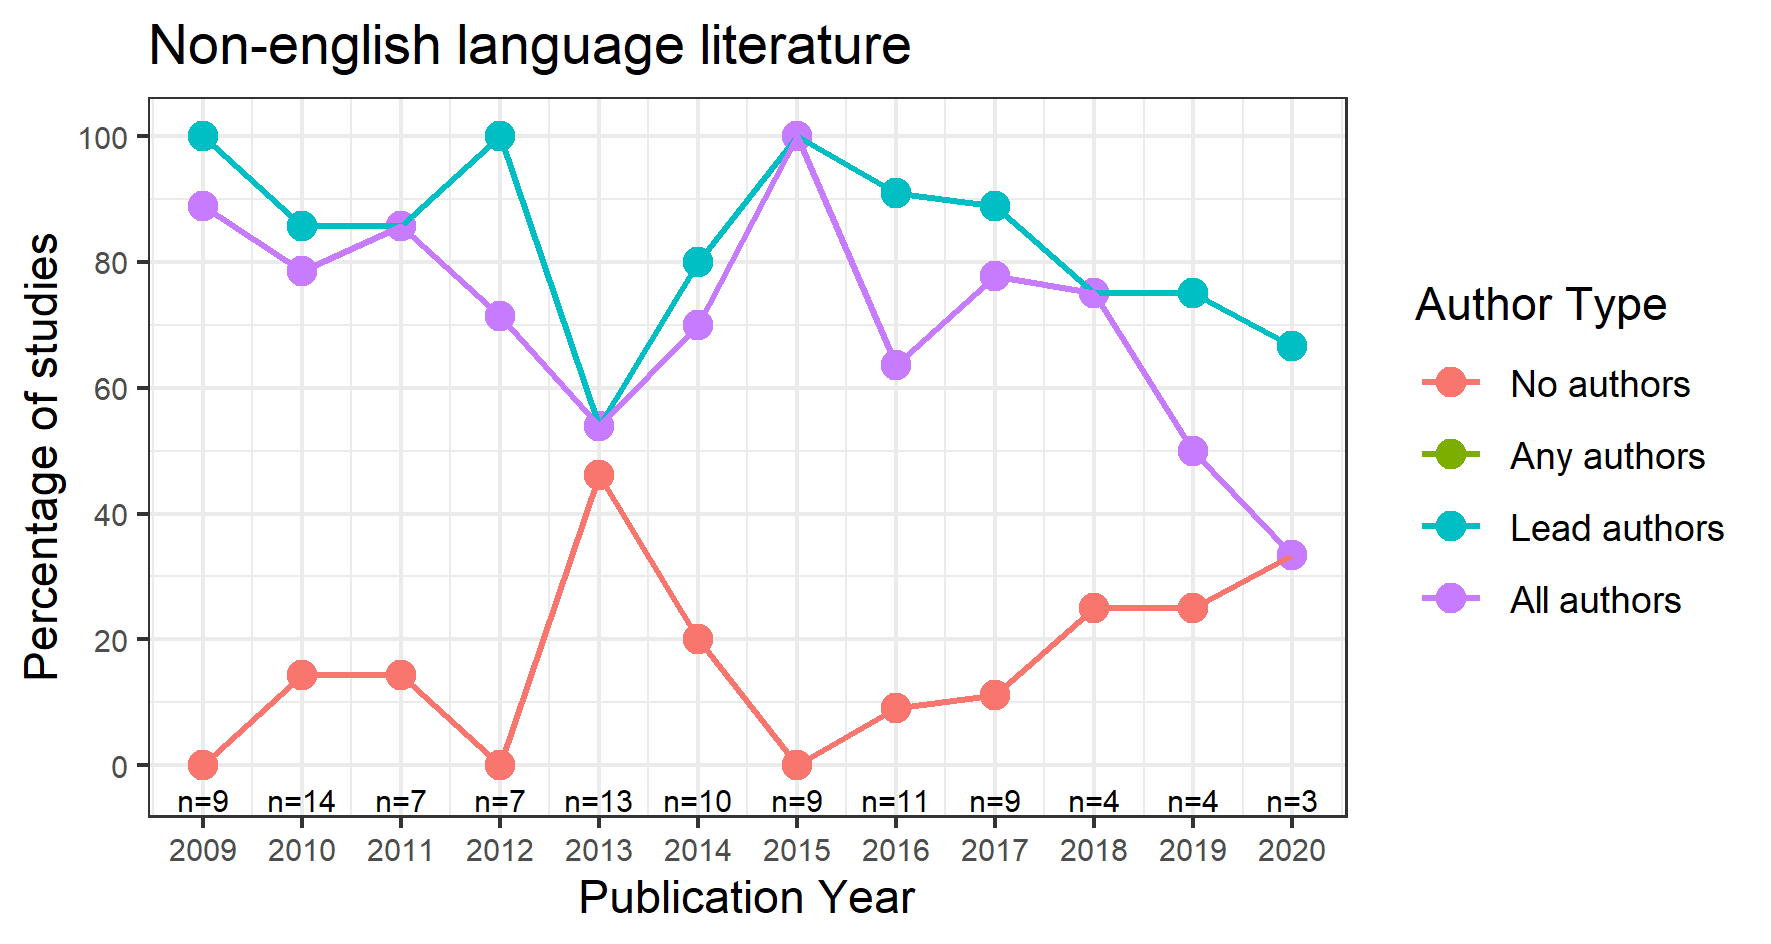 Non-english language literature
Percentage of studies
100
80
60
40
20
0
n=9 n=14 n=7 n=7 n=13 n=10 n=9 n=11 n=9 n=4 n=4 n=3
2009 2010 2011 2012 2013 2014 2015 2016 2017 2018 2019 2020
Publication Year
Author Type
No authors
Any authors
Lead authors
All authors